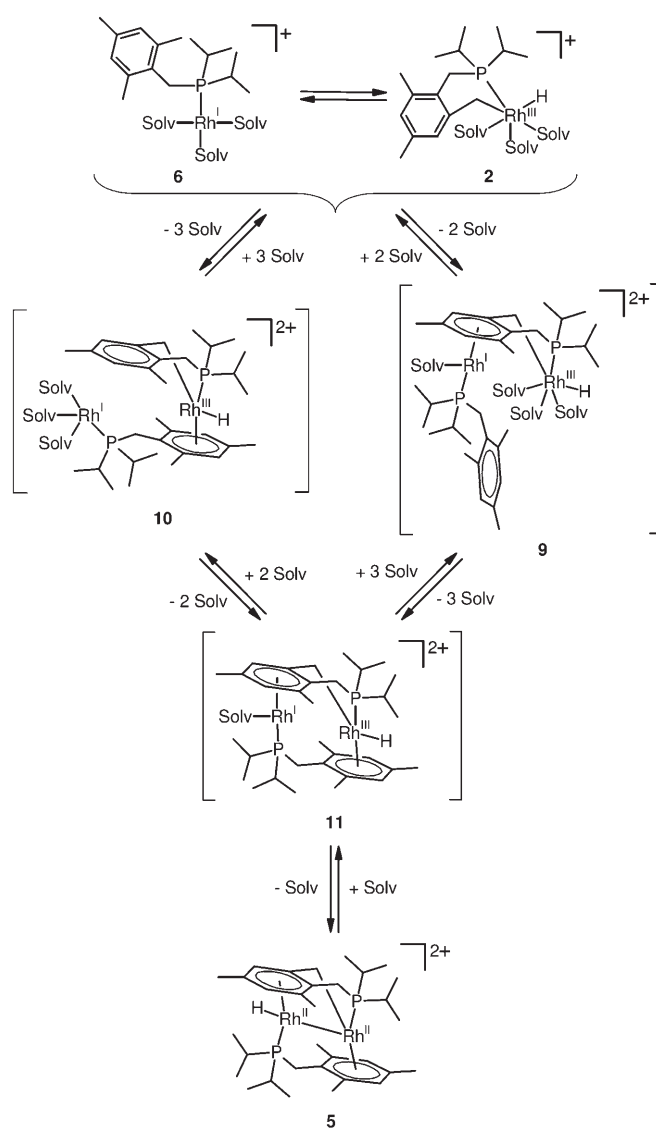 +
+
P
P
H
Rh I
Rh III
Solv Solv
Solv
Solv Solv
Solv
6
2
- 3 Solv
- 2 Solv
+ 3 Solv
+ 2 Solv
2+
2+
P
P
Solv
Rh I
Rh III
Solv
Solv
Rh I
Rh III
H
H
Solv
P
Solv Solv
Solv
P
10
9
+ 2 Solv
+ 3 Solv
- 2 Solv
- 3 Solv
2+
P
Solv
Rh I
Rh III
H
P
11
- Solv
+ Solv
2+
P
H
Rh II
Rh II
P
5